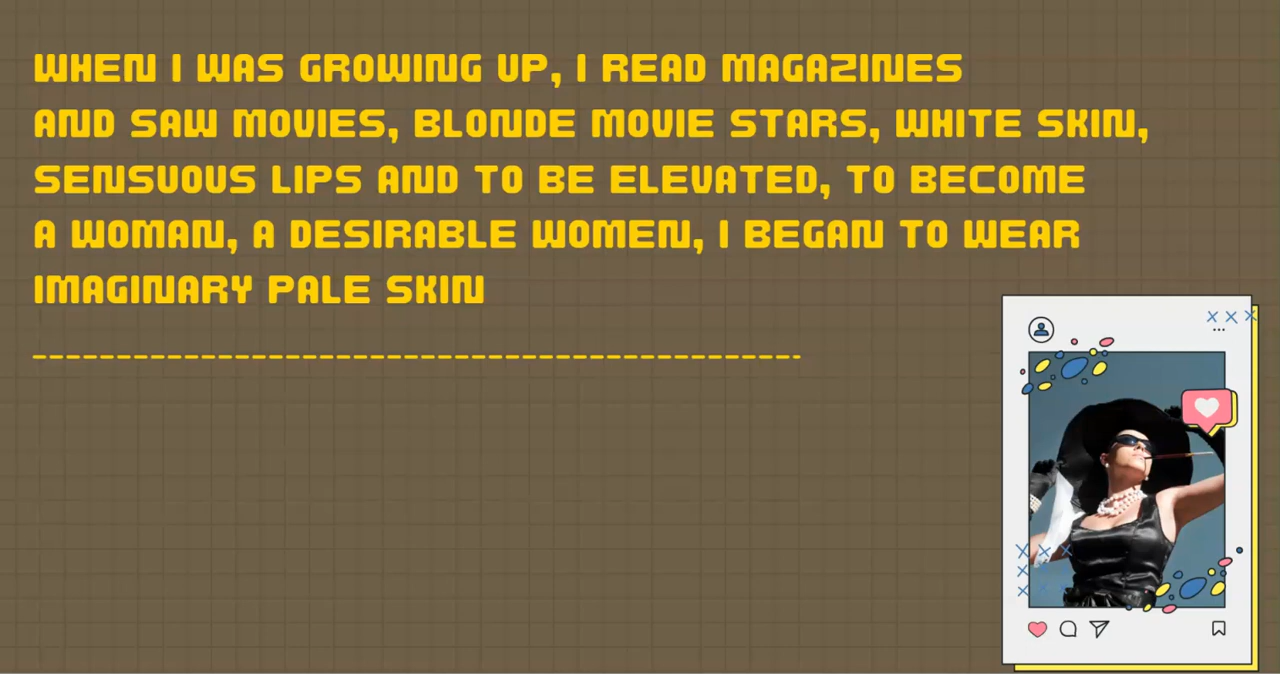 WHEN I WAS GROWING UP, I READ MAGAZINES
AND SAW MOVIES, BLONDE MOVIE STARS, WHITE SKIN,
SENSUOUS LIPS AND TO BE ELEVATED, TO BECOME
A WOMAN, A DESIRABLE WOMEN, I BEGAN TO WEAR
IMAGINARY PALE SKIN